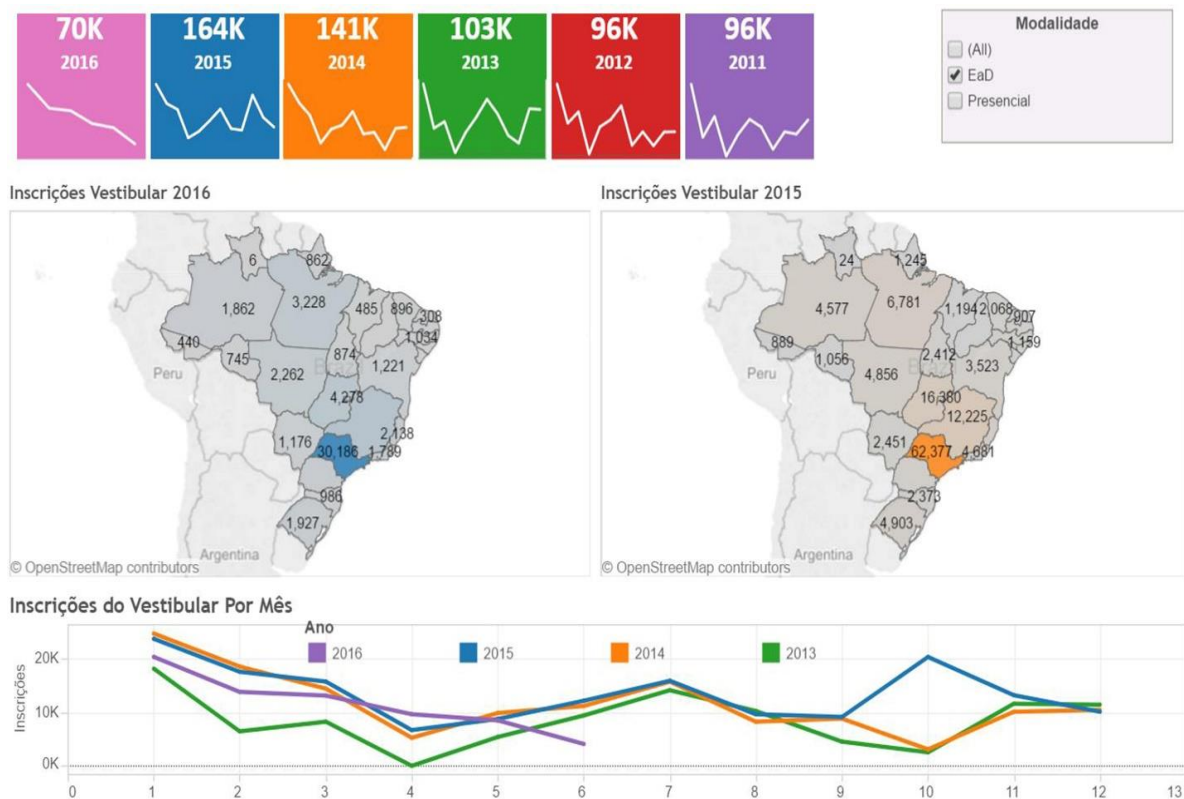 70K 164K 141K 103K 96K 96K
2016 2015 2014 2013 2012 2011
Modalidade
(All)
EaD
Presencial
Inscrições Vestibular 2016
Inscrições Vestibular 2015
6
862
1,862
3,228
485
896
308
440
745
874
1,034
1,221
Peru
2,262
4,278
2,138
1,176
30,186
1,789
986
1,927
Argentina
© OpenStreetMap contributors
24
1,245
4,577
6,781
1,194
2,068
889
1,056
2,412
3,523
Peru
4,856
12,225
2,451
62,377
4,681
2,373
4,903
Argentina
© OpenStreetMap contributors
Inscrições do Vestibular Por Mês
Ano
2016 2015 2014 2013
Inscrições
20K
10K
0K
0 1 2 3 4 5 6 7 8 9 10 11 12 13